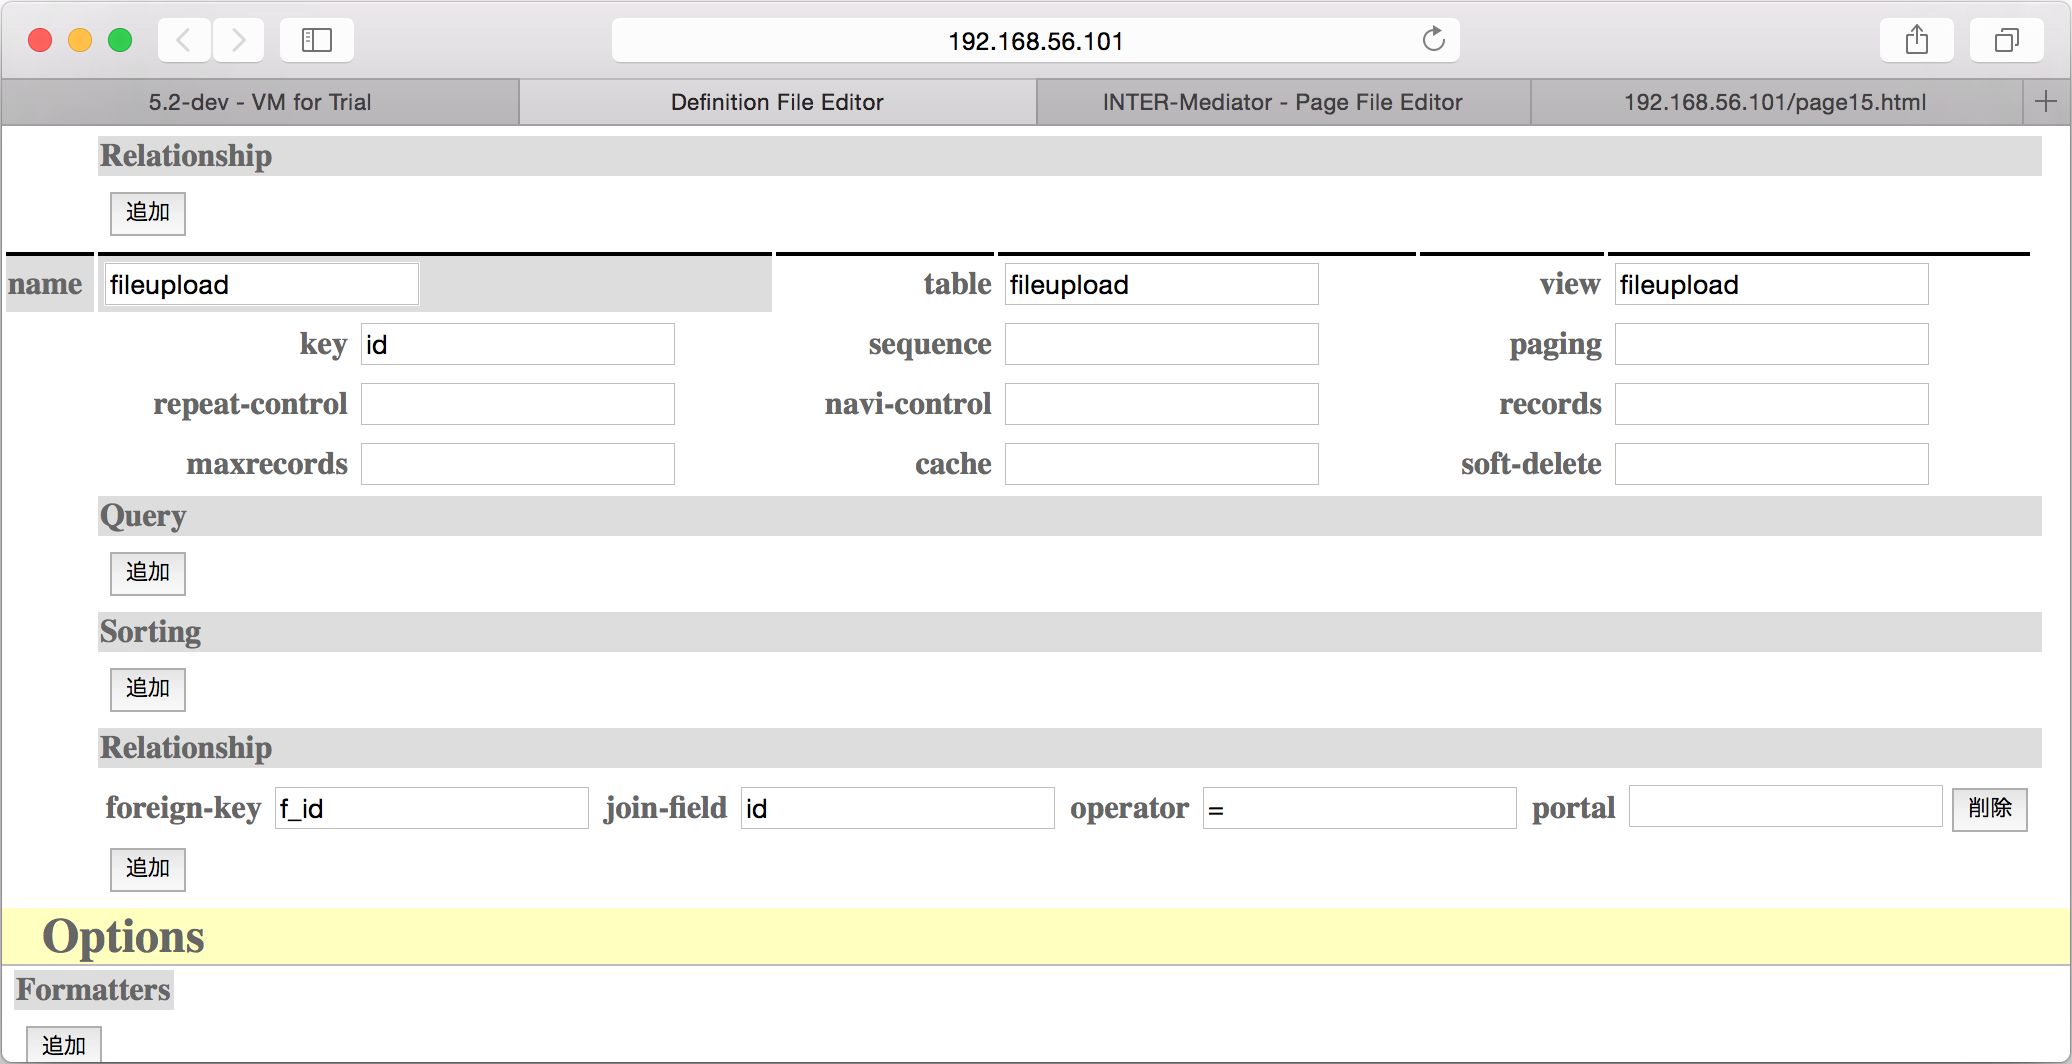 192.168.56.101
5.2-dev - VM for Trial Definition File Editor INTER-Mediator - Page File Editor 192.168.56.101/page15.html
Relationship
追加
name fileupload table fileupload view fileupload
key id sequence paging
repeat-control navi-control records
maxrecords cache soft-delete
Query
追加
Sorting
追加
Relationship
foreign-key f_id join-field id operator = portal 削除
追加
Options
Formatters
追加